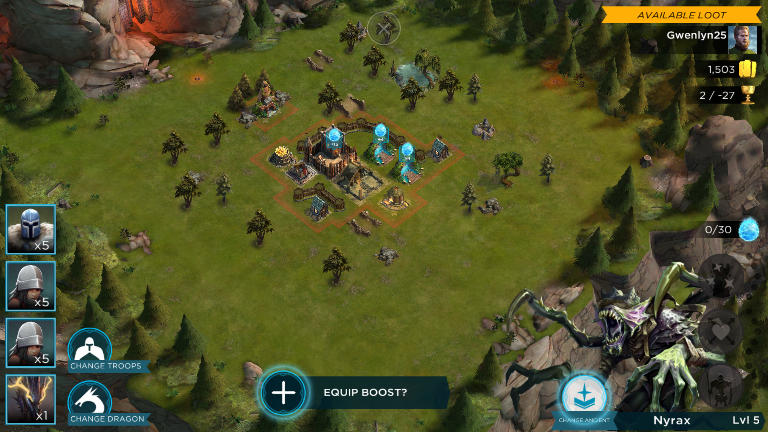 AVAILABLE LOOT
Gwenlyn25
1,503
2 / -27
0/30
x5
x5
x5
x1
CHANGE TROOPS
CHANGE DRAGON
EQUIP BOOST?
CHANGE ANCIENT
Nyrax Lvl 5